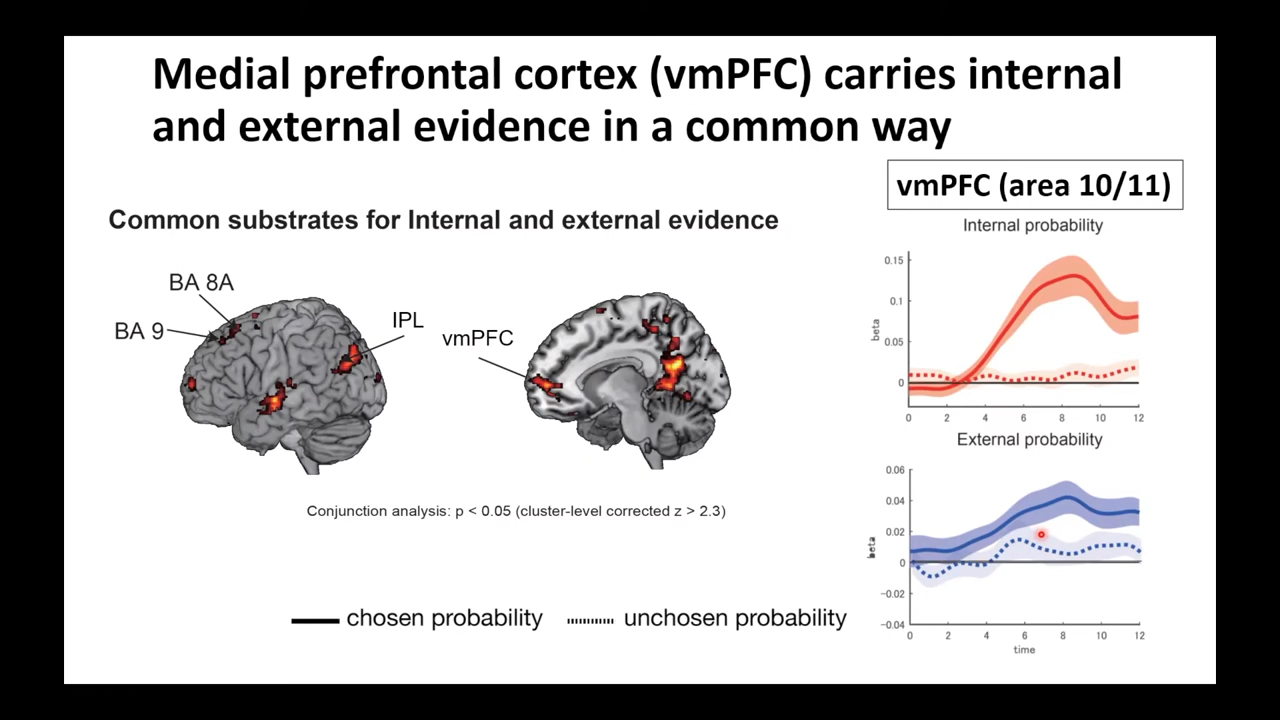 Medial prefrontal cortex (vmPFC) carries internal
and external evidence in a common way
vmPFC (area 10/11)
Common substrates for Internal and external evidence
BA 8A
BA 9
IPL
vmPFC
Conjunction analysis: p < 0.05 (cluster-level corrected z > 2.3)
chosen probability
unchosen probability
Internal probability
0.15
0.1
0.05
0
beta
0 2 4 6 8 10 12
External probability
0.06
0.04
0.02
0
-0.02
-0.04
beta
0 2 4 6 8 10 12
time